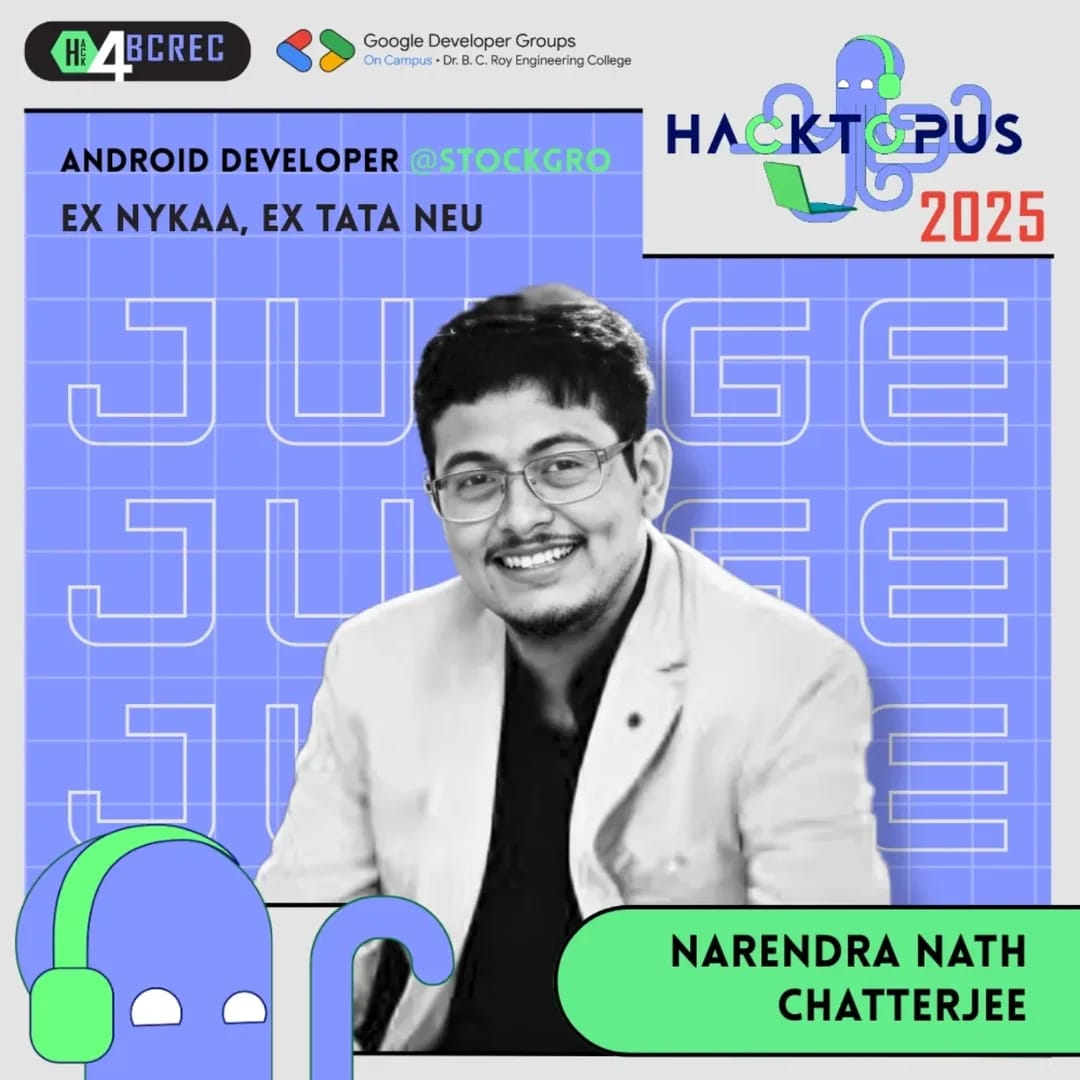 HACK4BCREC
Google Developer Groups
On Campus • Dr. B. C. Roy Engineering College
HACKTOPUS
2025
ANDROID DEVELOPER @STOCKGRO
EX NYKAA, EX TATA NEU
JUDGE
JUDGE
JUDGE
NARENDRA NATH
CHATTERJEE